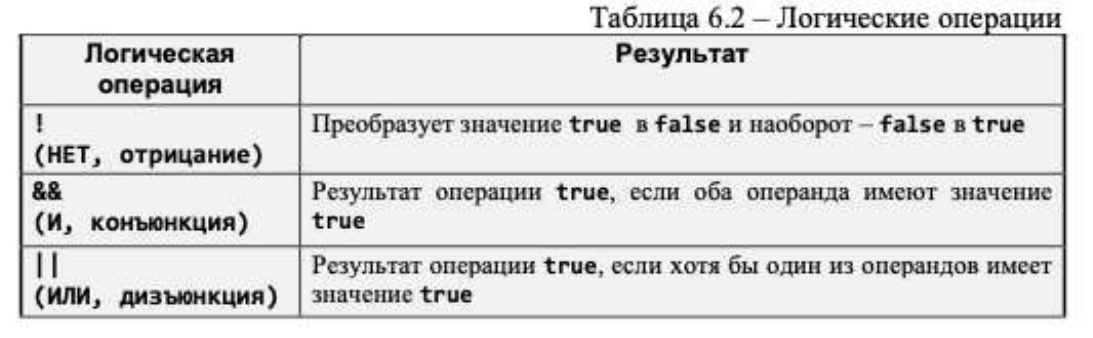 Таблица 6.2 – Логические операции
Логическая
операция
Результат
!
(НЕТ, отрицание)
Преобразует значение true в false и наоборот – false в true
&&
(И, конъюнкция)
Результат операции true, если оба операнда имеют значение
true
||
(ИЛИ, дизъюнкция)
Результат операции true, если хотя бы один из операндов имеет
значение true